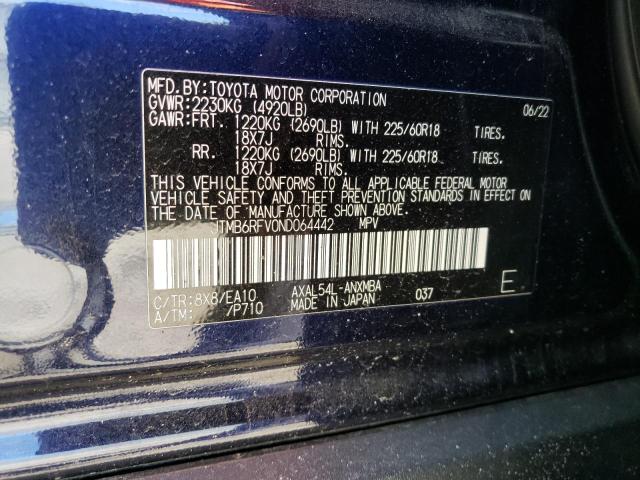 MFD.BY:TOYOTA MOTOR CORPORATION 06/22
GVWR:2230KG (4920LB)
GAWR:FRT. 1220KG (2690LB) WITH 225/60R18 TIRES.
18X7J RIMS.
RR. 1220KG (2690LB) WITH 225/60R18 TIRES.
18X7J RIMS.
THIS VEHICLE CONFORMS TO ALL APPLICABLE FEDERAL MOTOR
VEHICLE SAFETY AND THEFT PREVENTION STANDARDS IN EFFECT ON
THE DATE OF MANUFACTURE SHOWN ABOVE.
JTMB6RFV0ND064442 MPV
C/TR:8X8/EA10 AXAL54L-ANXMBA 037 E
A/TM: /P710 MADE IN JAPAN